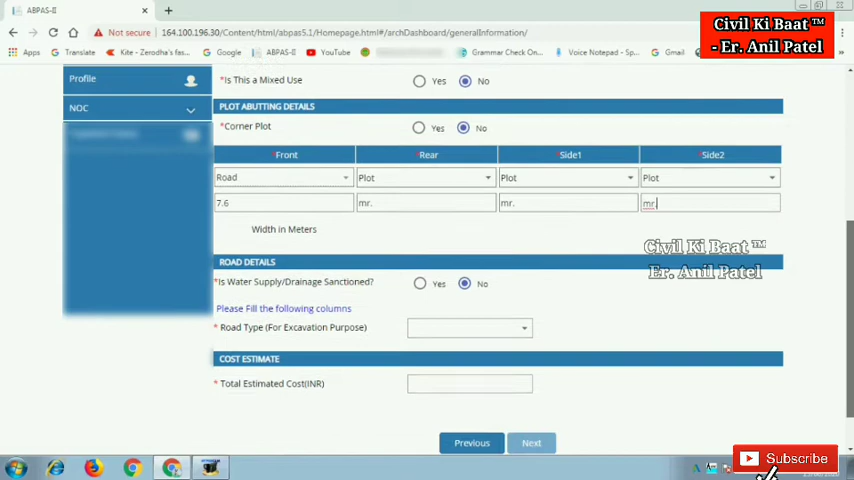 ABPAS-II
Not secure | 164.100.196.30/Content/html/abpas5.1/Homepage.html#/archDashboard/generalInformation/
Apps
Translate
Kite - Zerodha's fas...
Google
ABPAS-II
YouTube
Grammar Check On...
Voice Notepad - Sp...
Gmail
Civil Ki Baat ™
- Er. Anil Patel
Profile
NOC
*Is This a Mixed Use
Yes
No
PLOT ABUTTING DETAILS
*Corner Plot
Yes
No
*Front
*Rear
*Side1
*Side2
Road
Plot
Plot
Plot
7.6
mr.
mr.
mr.
Width in Meters
Civil Ki Baat ™
Er. Anil Patel
ROAD DETAILS
*Is Water Supply/Drainage Sanctioned?
Yes
No
Please Fill the following columns
* Road Type (For Excavation Purpose)
COST ESTIMATE
* Total Estimated Cost(INR)
Previous
Next
Subscribe